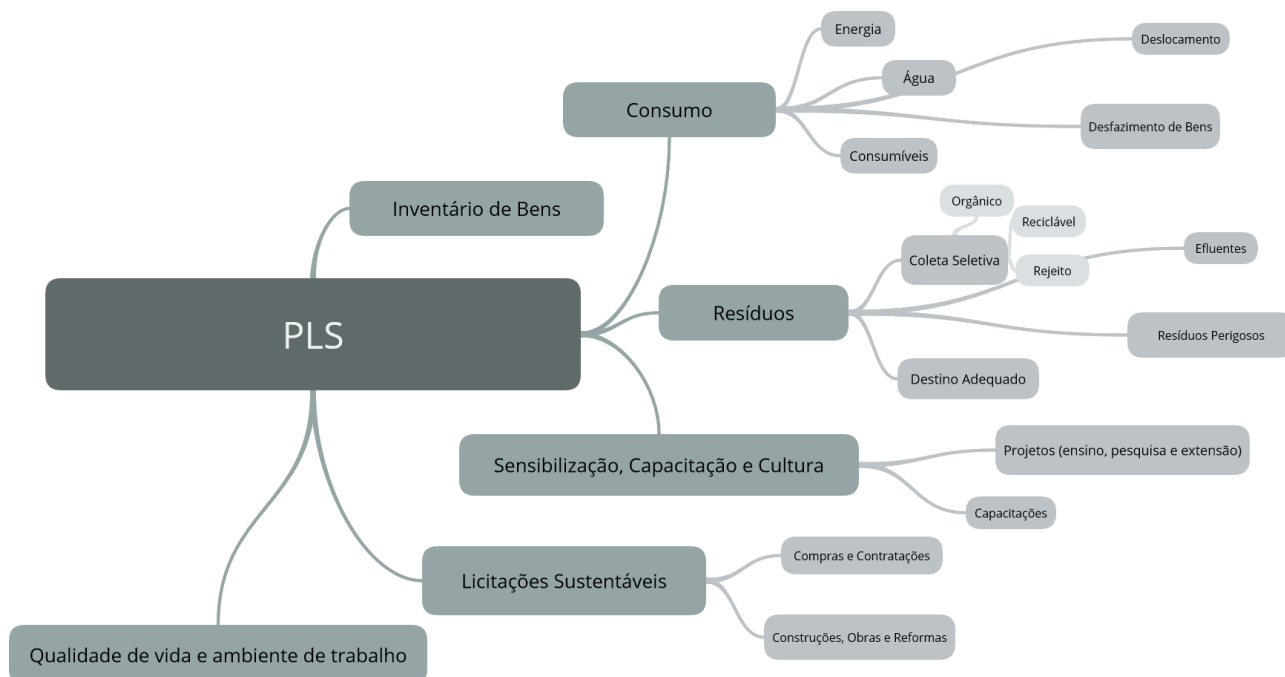 PLS
Inventário de Bens
Consumo
Energia
Água
Deslocamento
Desfazimento de Bens
Consumíveis
Resíduos
Coleta Seletiva
Orgânico
Reciclável
Rejeito
Efluentes
Resíduos Perigosos
Destino Adequado
Sensibilização, Capacitação e Cultura
Projetos (ensino, pesquisa e extensão)
Capacitações
Licitações Sustentáveis
Compras e Contratações
Construções, Obras e Reformas
Qualidade de vida e ambiente de trabalho